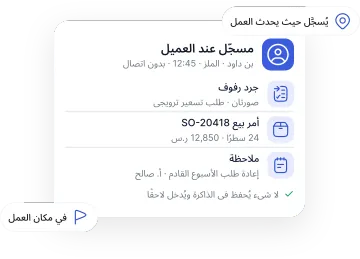 يُسجَّل حيث يحدث العمل
مسجّل عند العميل
بن داود · الملز · 12:45 · بدون اتصال
جرد رفوف
صورتان · طلب تسعير ترويجي
أمر بيع SO-20418
24 سطرًا · 12,850 ر.س
ملاحظة
إعادة طلب الأسبوع القادم · أ. صالح
لا شيء يُحفظ في الذاكرة ويُدخل لاحقًا
في مكان العمل